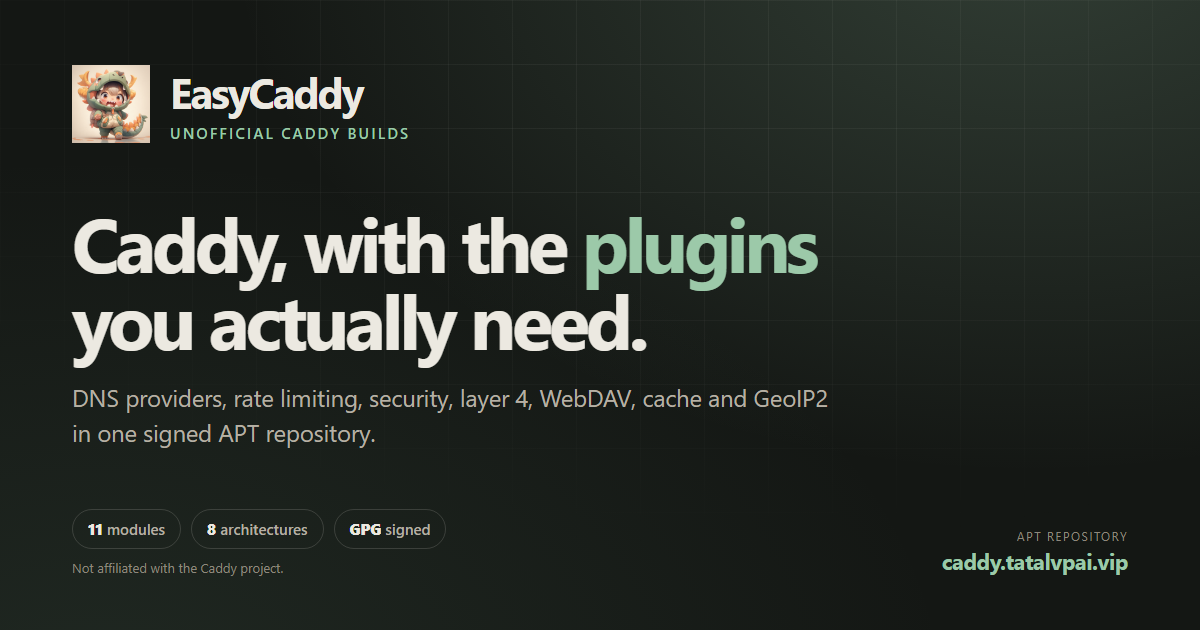 EasyCaddy
UNOFFICIAL CADDY BUILDS
Caddy, with the plugins
you actually need.
DNS providers, rate limiting, security, layer 4, WebDAV, cache and GeoIP2
in one signed APT repository.
11 modules
8 architectures
GPG signed
Not affiliated with the Caddy project.
APT REPOSITORY
caddy.tatalvpai.vip